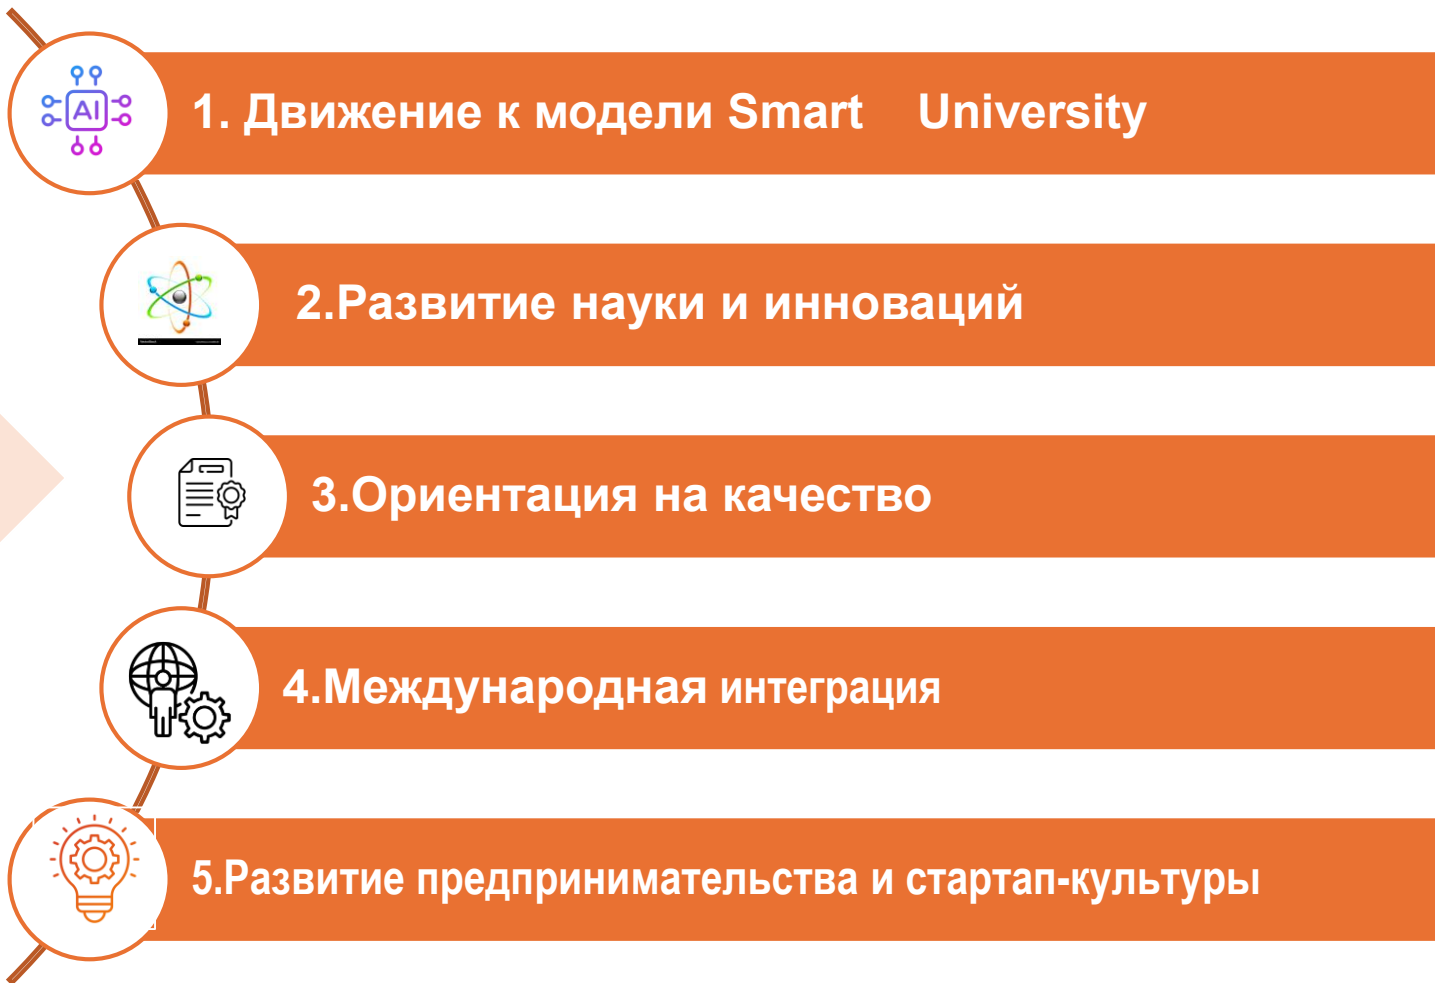 AI
1. Движение к модели Smart    University
2.Развитие науки и инноваций
3.Ориентация на качество
4.Международная интеграция
5.Развитие предпринимательства и стартап-культуры